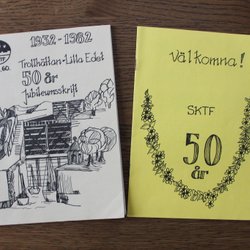 1932-1982
Trollhättan-Lilla Edet
50 år
Jubileumsskrift
Välkomna!
SKTF
50
år